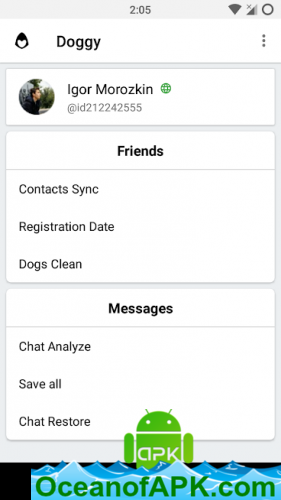 2:05
Doggy
Igor Morozkin
@id212242555
Friends
Contacts Sync
Registration Date
Dogs Clean
Messages
Chat Analyze
Save all
Chat Restore
APK
OceanofAPK.com